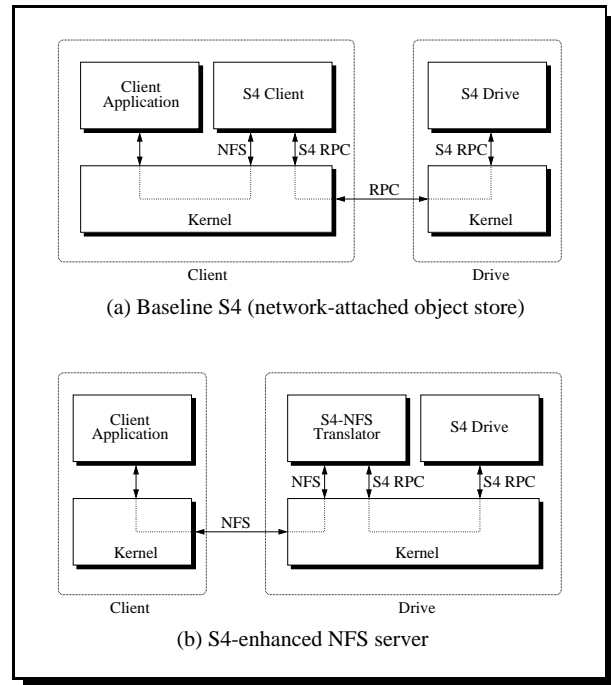 Client
Application
S4 Client
S4 Drive
NFS
S4 RPC
S4 RPC
RPC
Kernel
Kernel
Client
Drive
(a) Baseline S4 (network-attached object store)
Client
Application
S4-NFS
Translator
S4 Drive
NFS
S4 RPC
S4 RPC
NFS
Kernel
Kernel
Client
Drive
(b) S4-enhanced NFS server